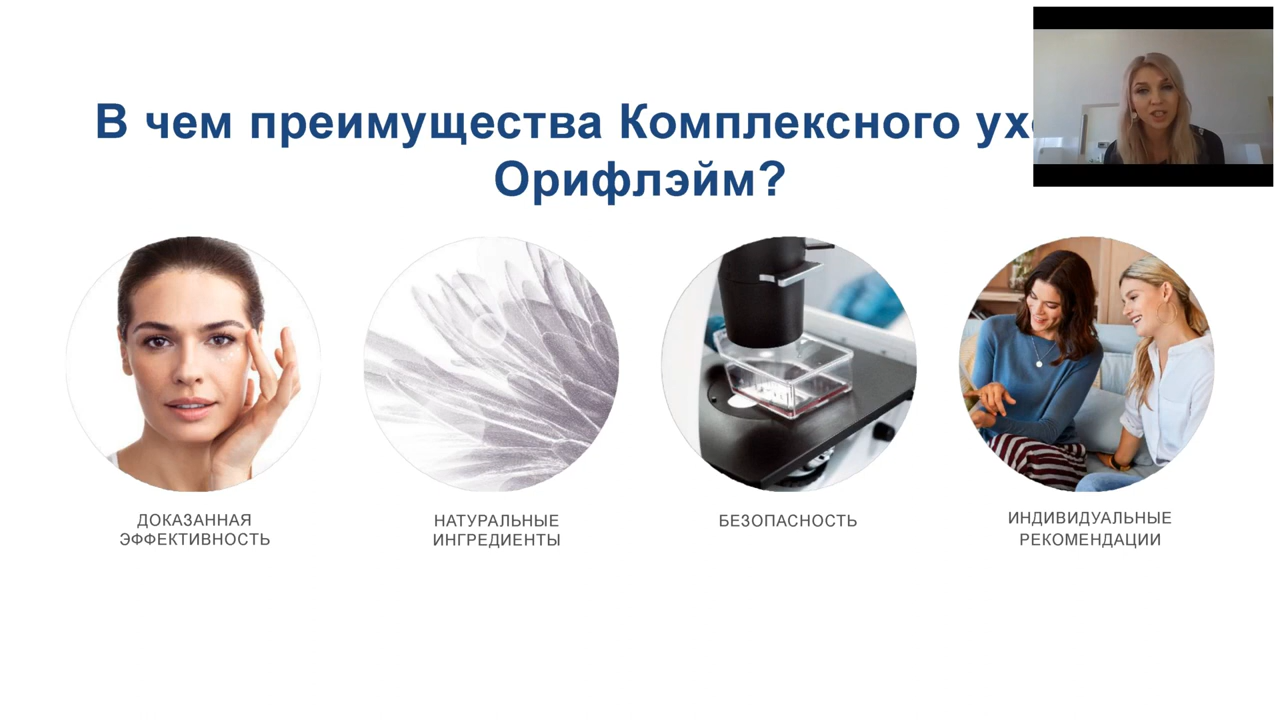 В чем преимущества Комплексного
Орифлэйм?
ДОКАЗАННАЯ
ЭФФЕКТИВНОСТЬ
НАТУРАЛЬНЫЕ
ИНГРЕДИЕНТЫ
БЕЗОПАСНОСТЬ
ИНДИВИДУАЛЬНЫЕ
РЕКОМЕНДАЦИИ